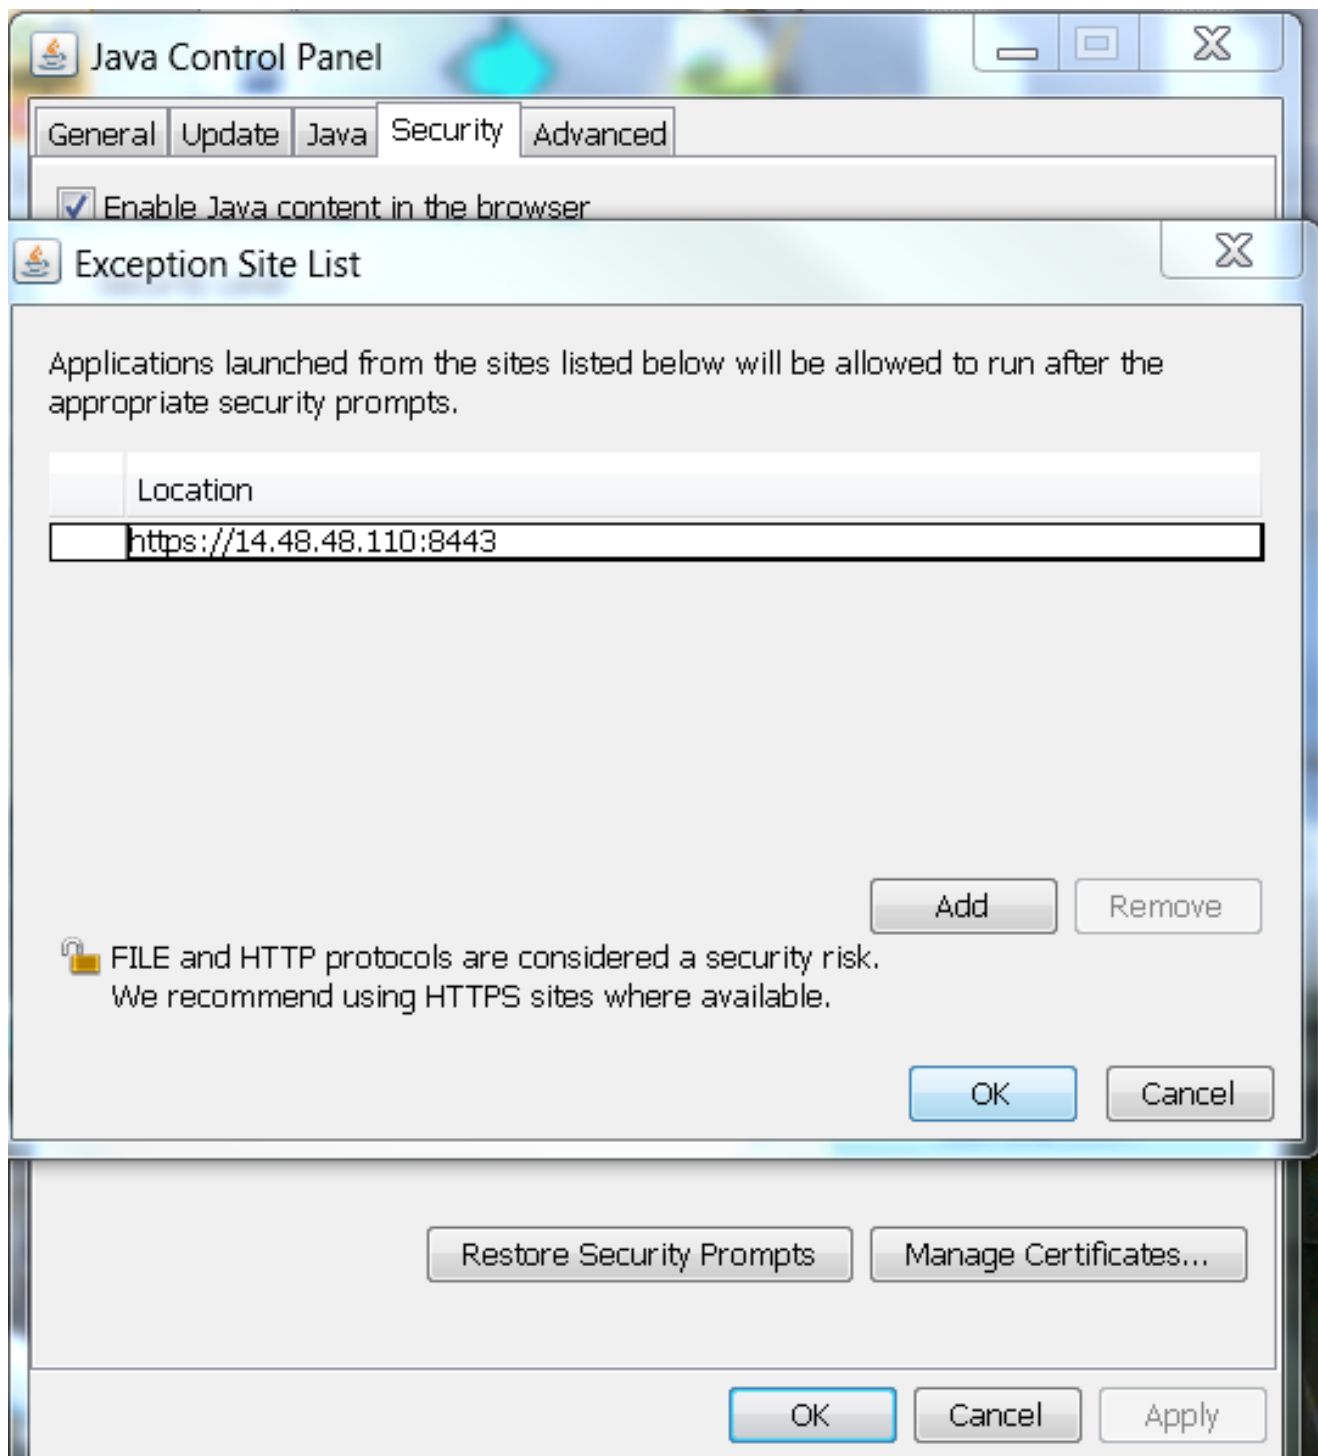 Java Control Panel
General Update Java Security Advanced
Enable Java content in the browser
Exception Site List
Applications launched from the sites listed below will be allowed to run after the
appropriate security prompts.
Location
https://14.48.48.110:8443
Add Remove
FILE and HTTP protocols are considered a security risk.
We recommend using HTTPS sites where available.
OK Cancel
Restore Security Prompts Manage Certificates...
OK Cancel Apply